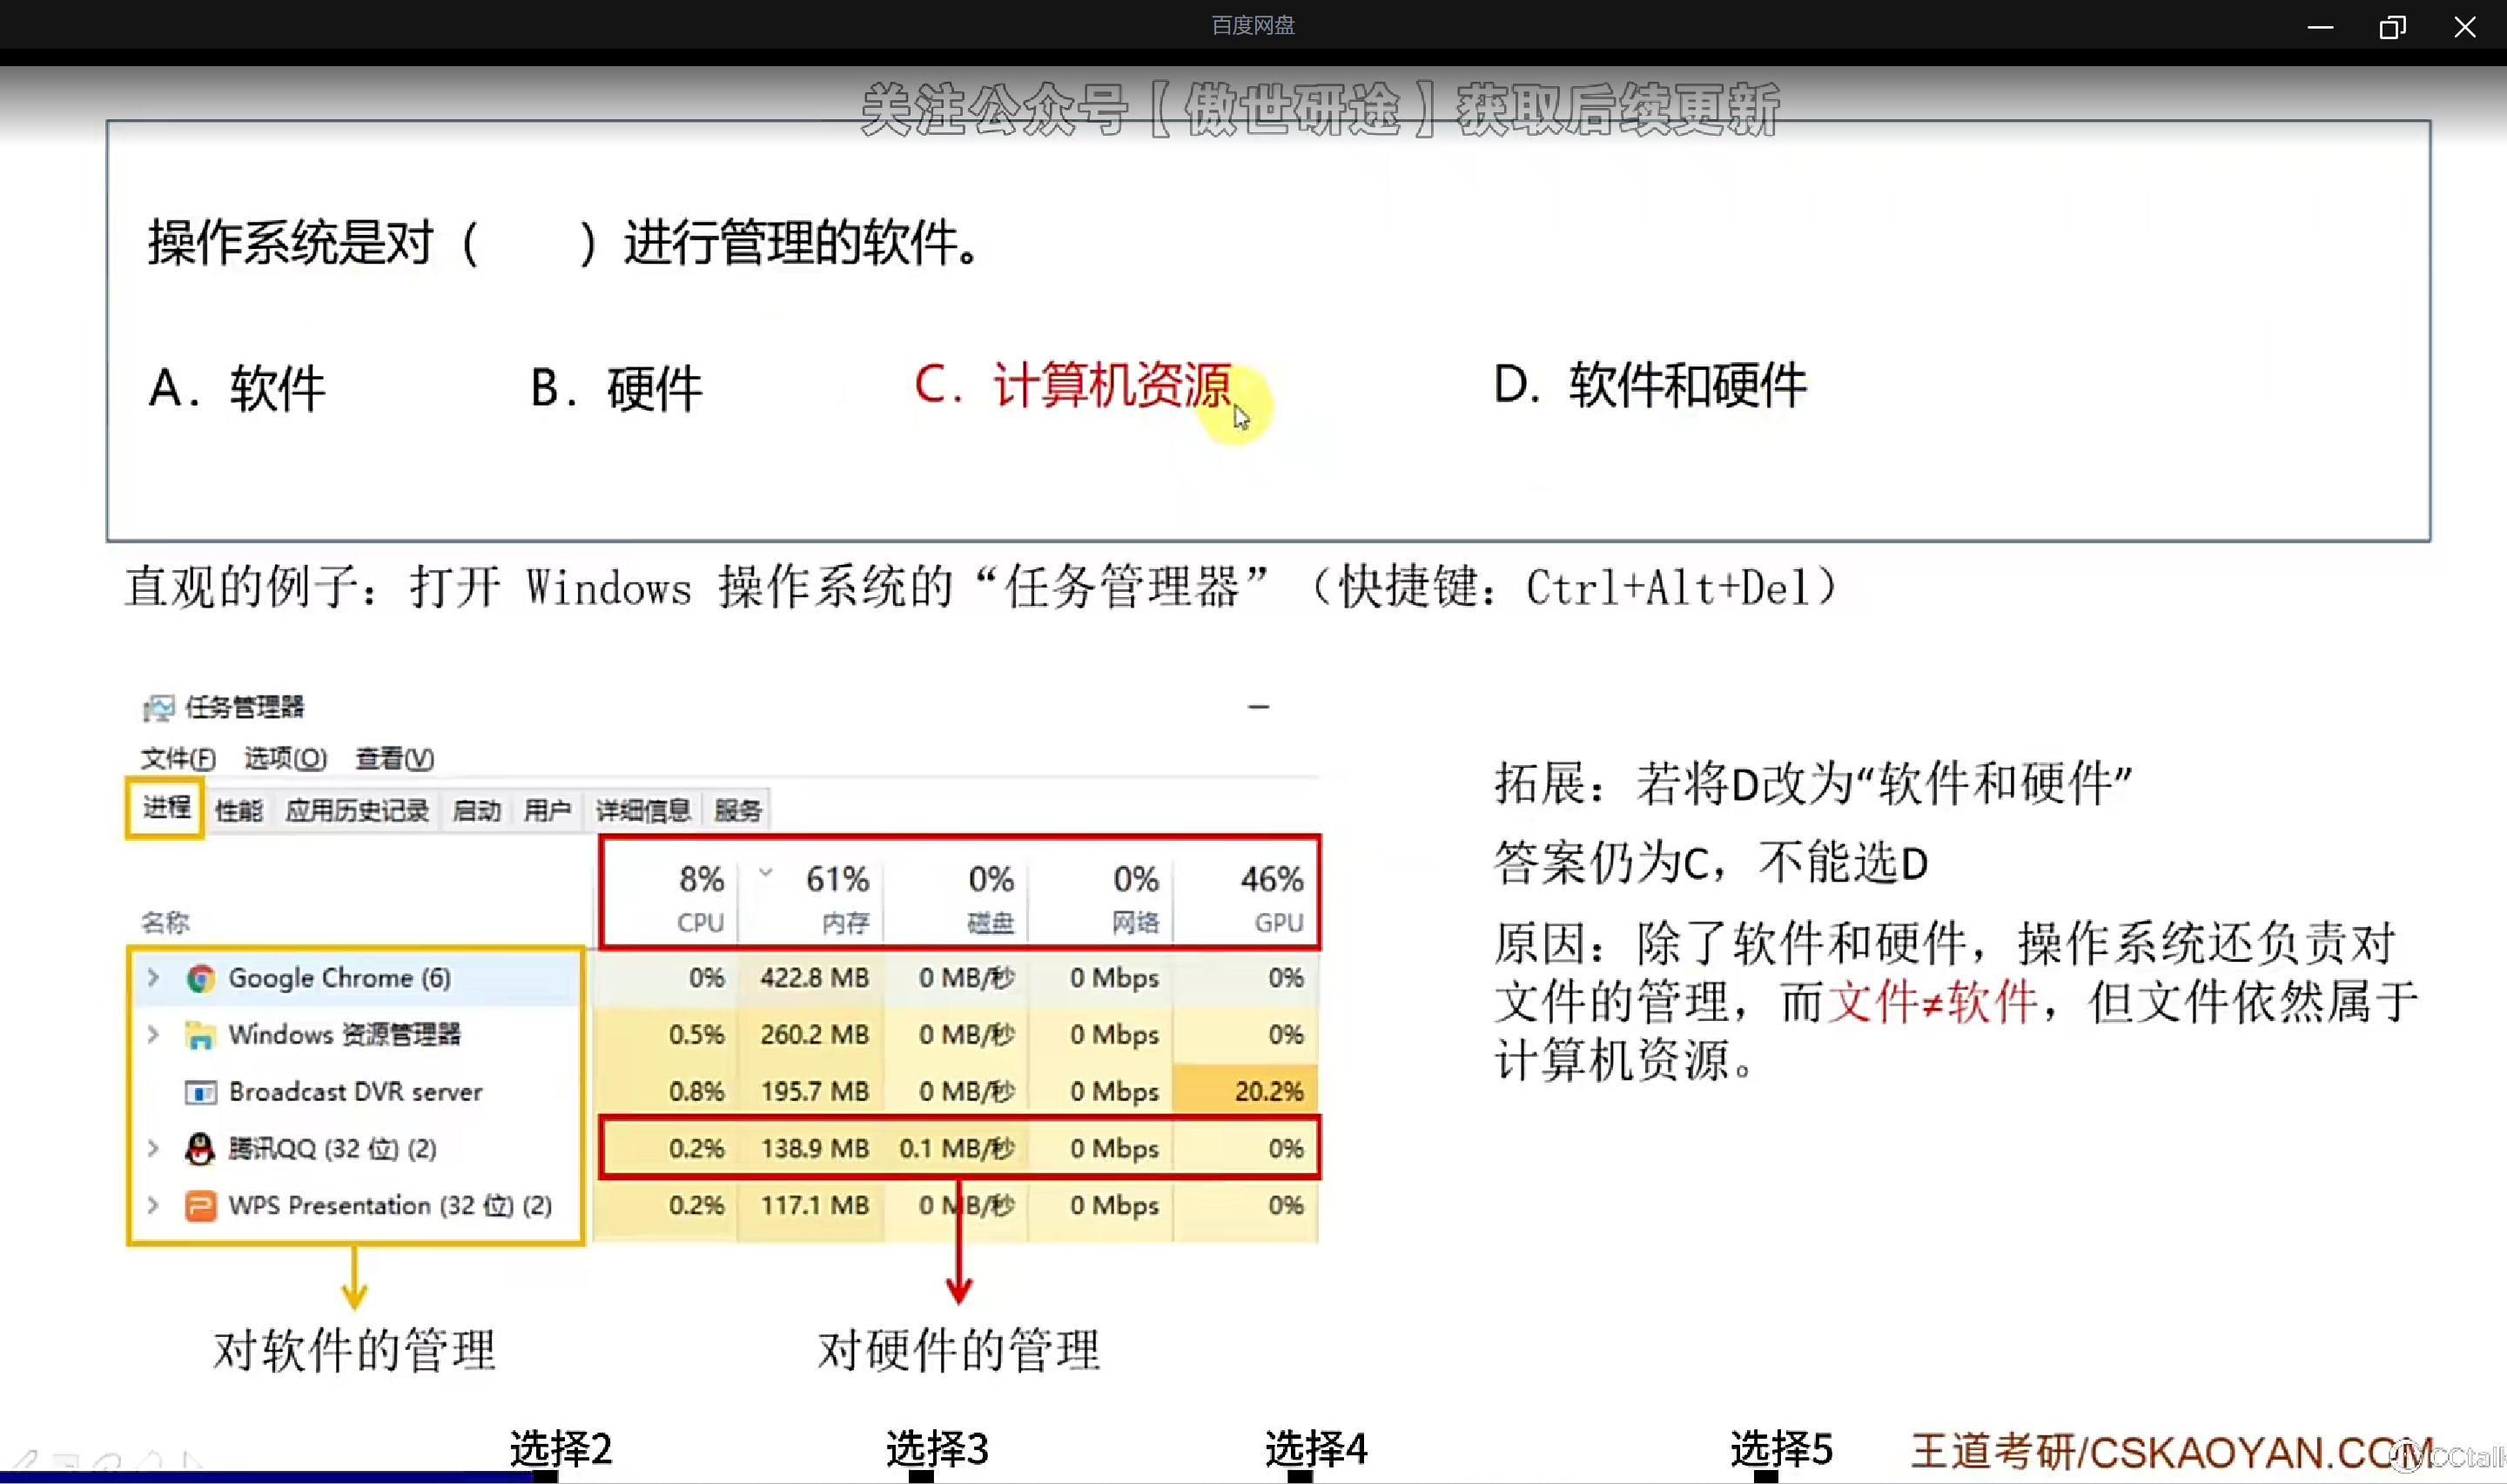 百度网盘
关注公众号【傲世研途】获取后续更新
操作系统是对（　　）进行管理的软件。
A. 软件 B. 硬件 C. 计算机资源 D. 软件和硬件
直观的例子：打开 Windows 操作系统的“任务管理器”（快捷键：Ctrl+Alt+Del）
任务管理器
文件(F) 选项(O) 查看(V)
进程 性能 应用历史记录 启动 用户 详细信息 服务
8% 61% 0% 0% 46%
名称 CPU 内存 磁盘 网络 GPU
Google Chrome (6) 0% 422.8 MB 0 MB/秒 0 Mbps 0%
Windows 资源管理器 0.5% 260.2 MB 0 MB/秒 0 Mbps 0%
Broadcast DVR server 0.8% 195.7 MB 0 MB/秒 0 Mbps 20.2%
腾讯QQ (32 位) (2) 0.2% 138.9 MB 0.1 MB/秒 0 Mbps 0%
WPS Presentation (32 位) (2) 0.2% 117.1 MB 0 MB/秒 0 Mbps 0%
对软件的管理 对硬件的管理
拓展：若将D改为“软件和硬件”
答案仍为C，不能选D
原因：除了软件和硬件，操作系统还负责对
文件的管理，而文件≠软件，但文件依然属于
计算机资源。
选择2 选择3 选择4 选择5 王道考研/CSKAOYAN.COM
CCtalk